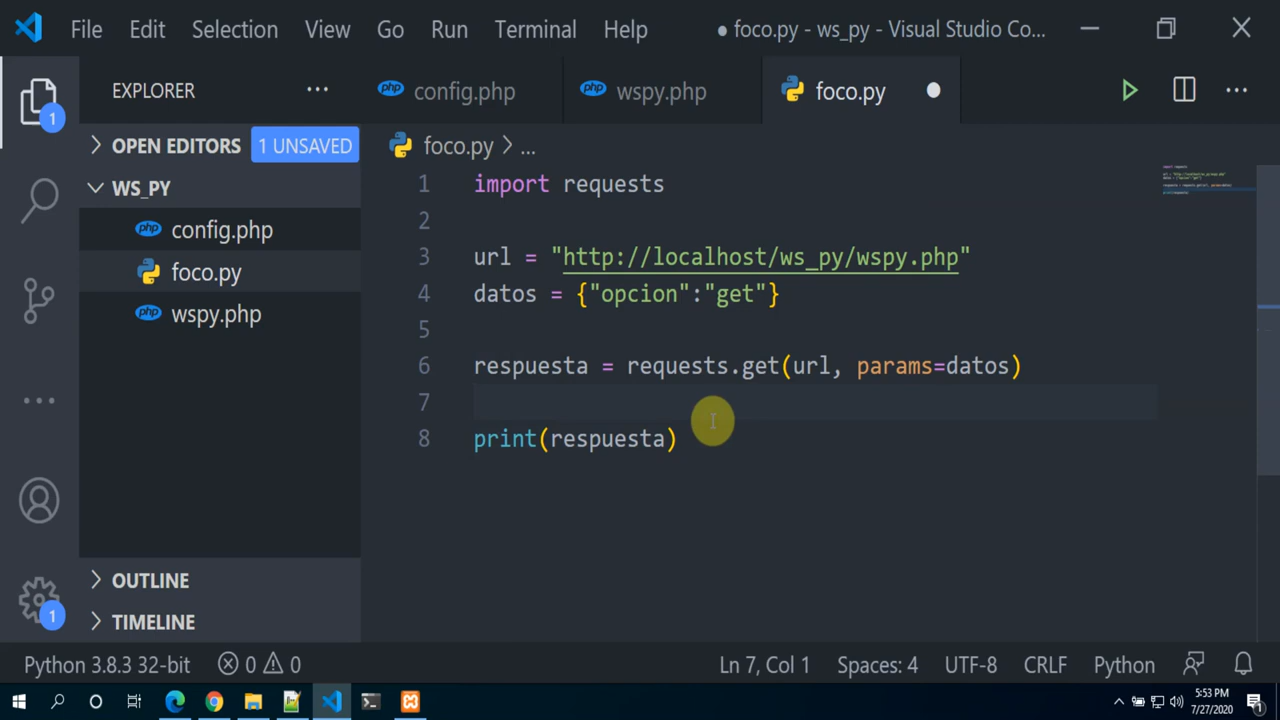 File Edit Selection View Go Run Terminal Help ● foco.py - ws_py - Visual Studio Co...
EXPLORER ...
config.php wspy.php foco.py
1
OPEN EDITORS 1 UNSAVED
foco.py > ...
WS_PY
config.php
foco.py
wspy.php
1 import requests
2
3 url = "http://localhost/ws_py/wspy.php"
4 datos = {"opcion":"get"}
5
6 respuesta = requests.get(url, params=datos)
7
8 print(respuesta)
OUTLINE
1
TIMELINE
Python 3.8.3 32-bit 0 0 Ln 7, Col 1 Spaces: 4 UTF-8 CRLF Python
5:53 PM
7/27/2020
1